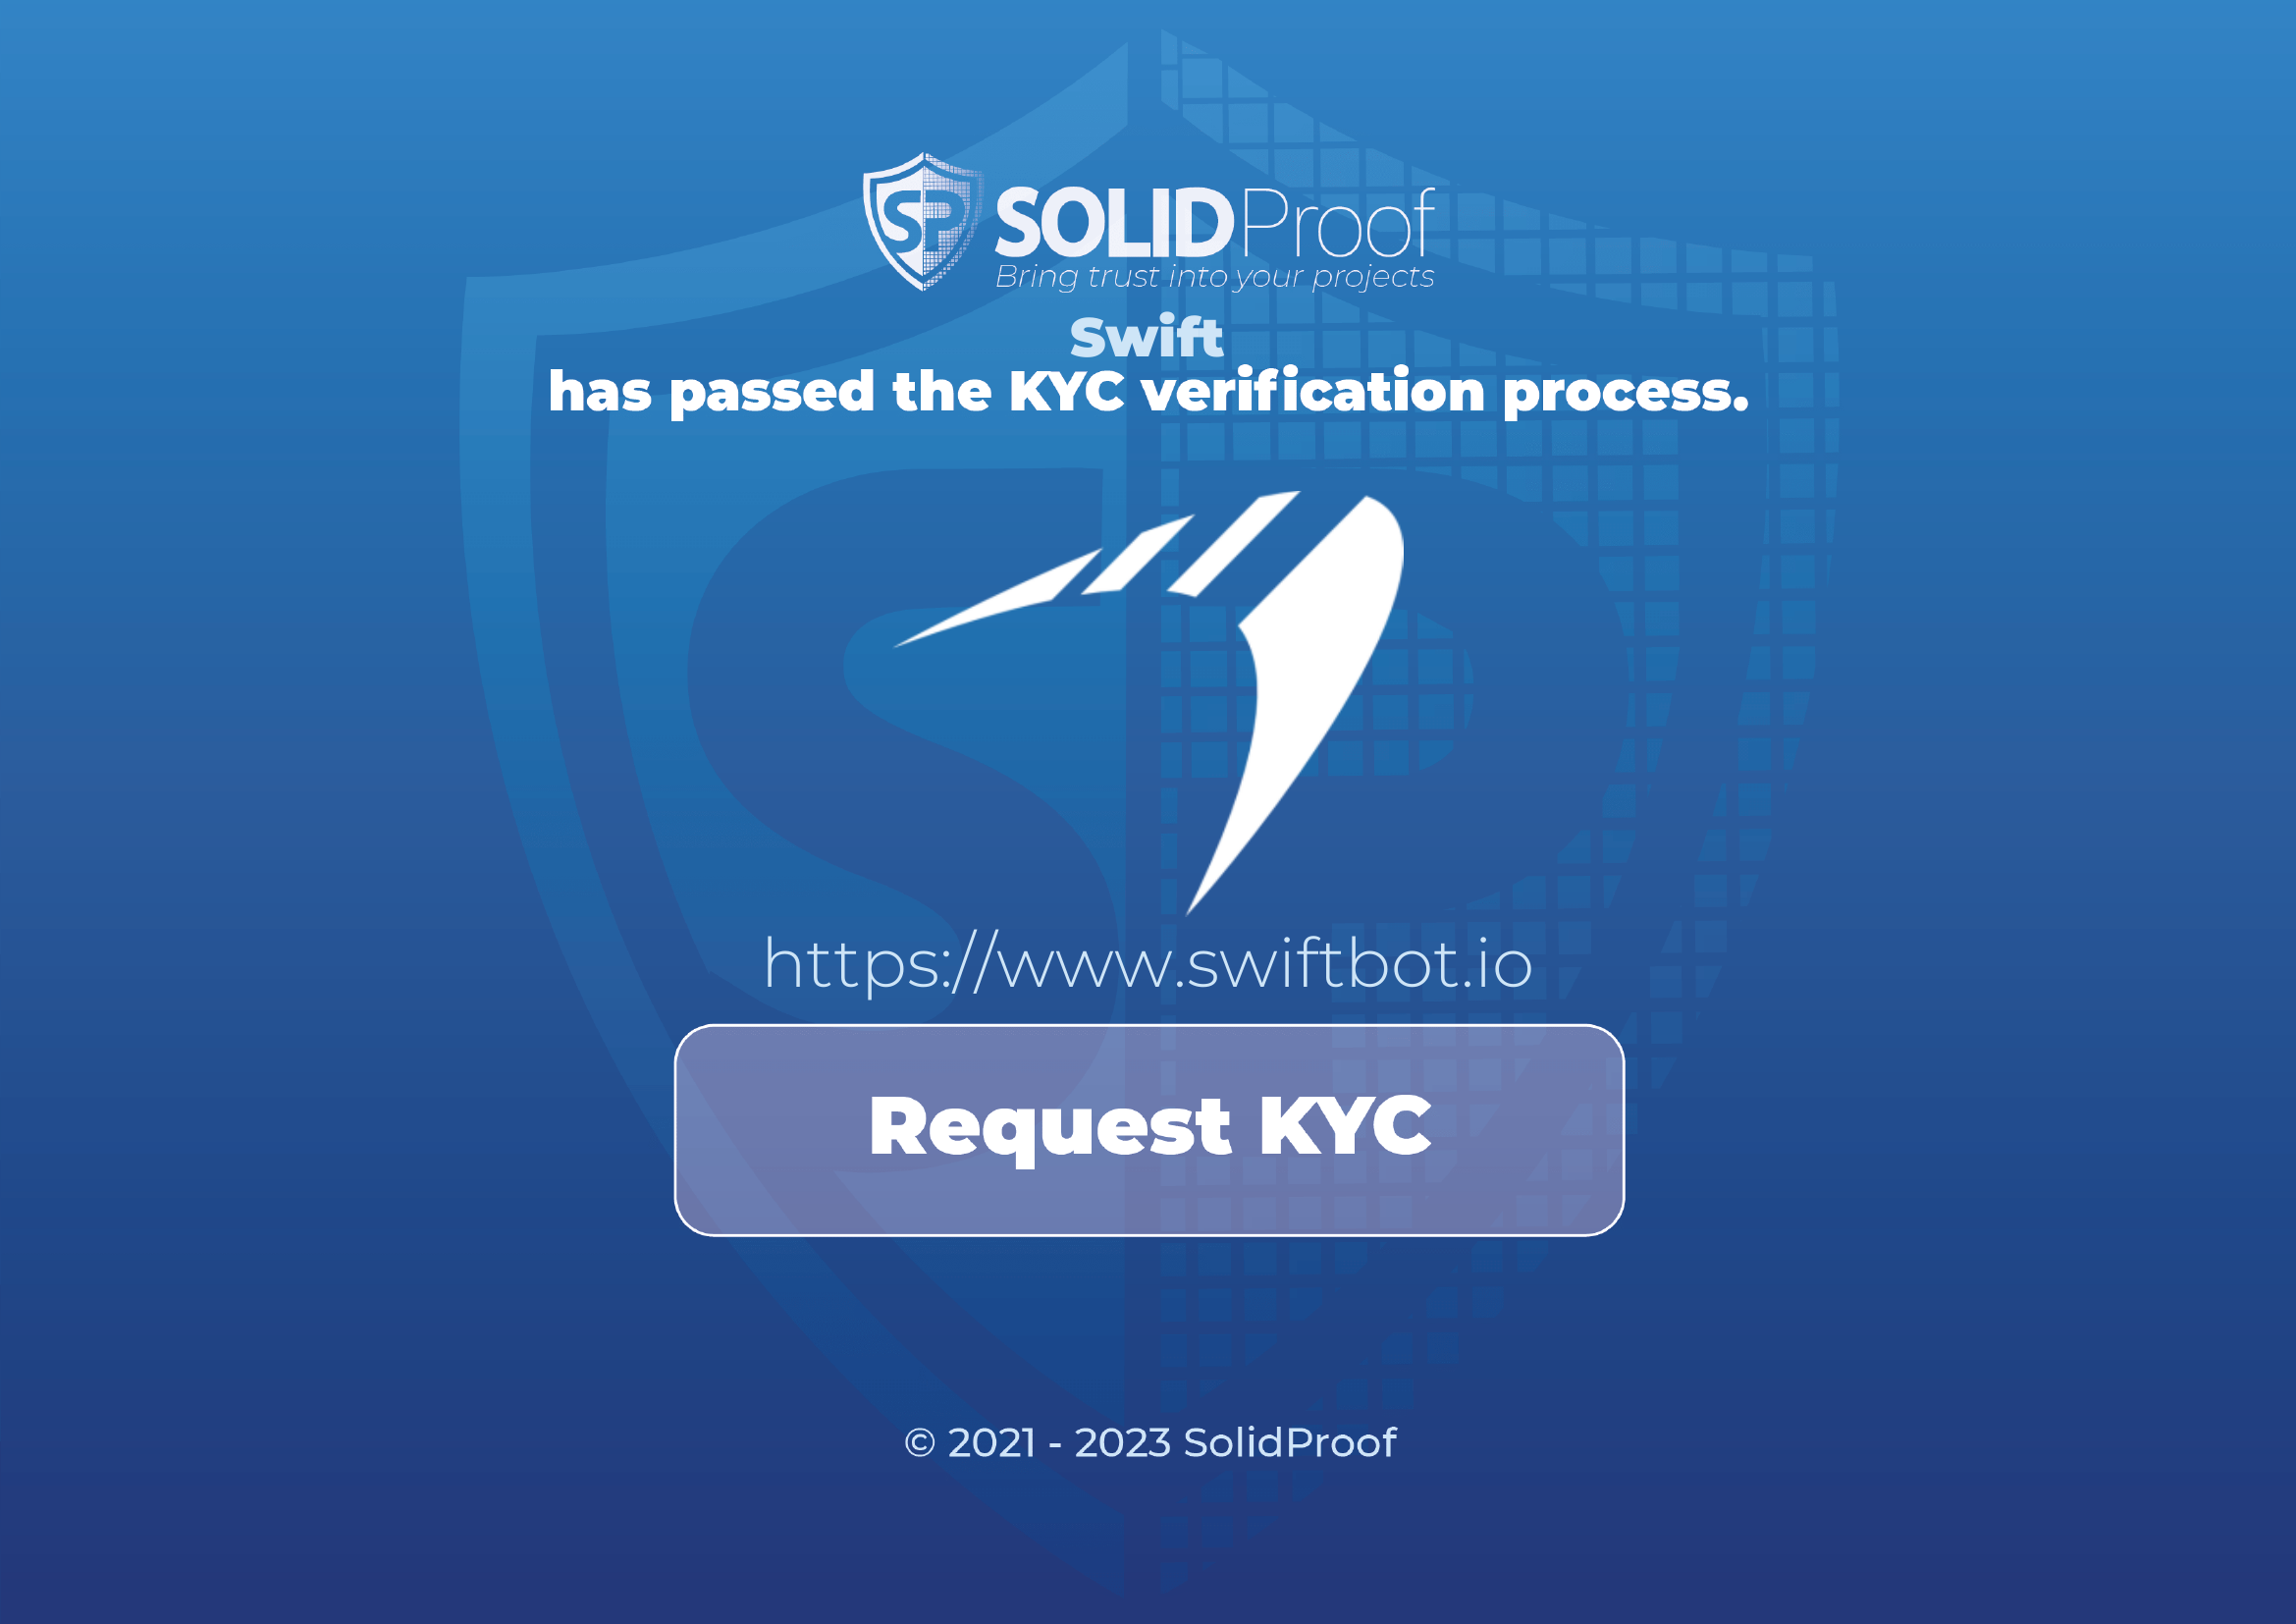 SP SOLIDProof
Bring trust into your projects
Swift
has passed the KYC verification process.
https://www.swiftbot.io
Request KYC
© 2021 - 2023 SolidProof